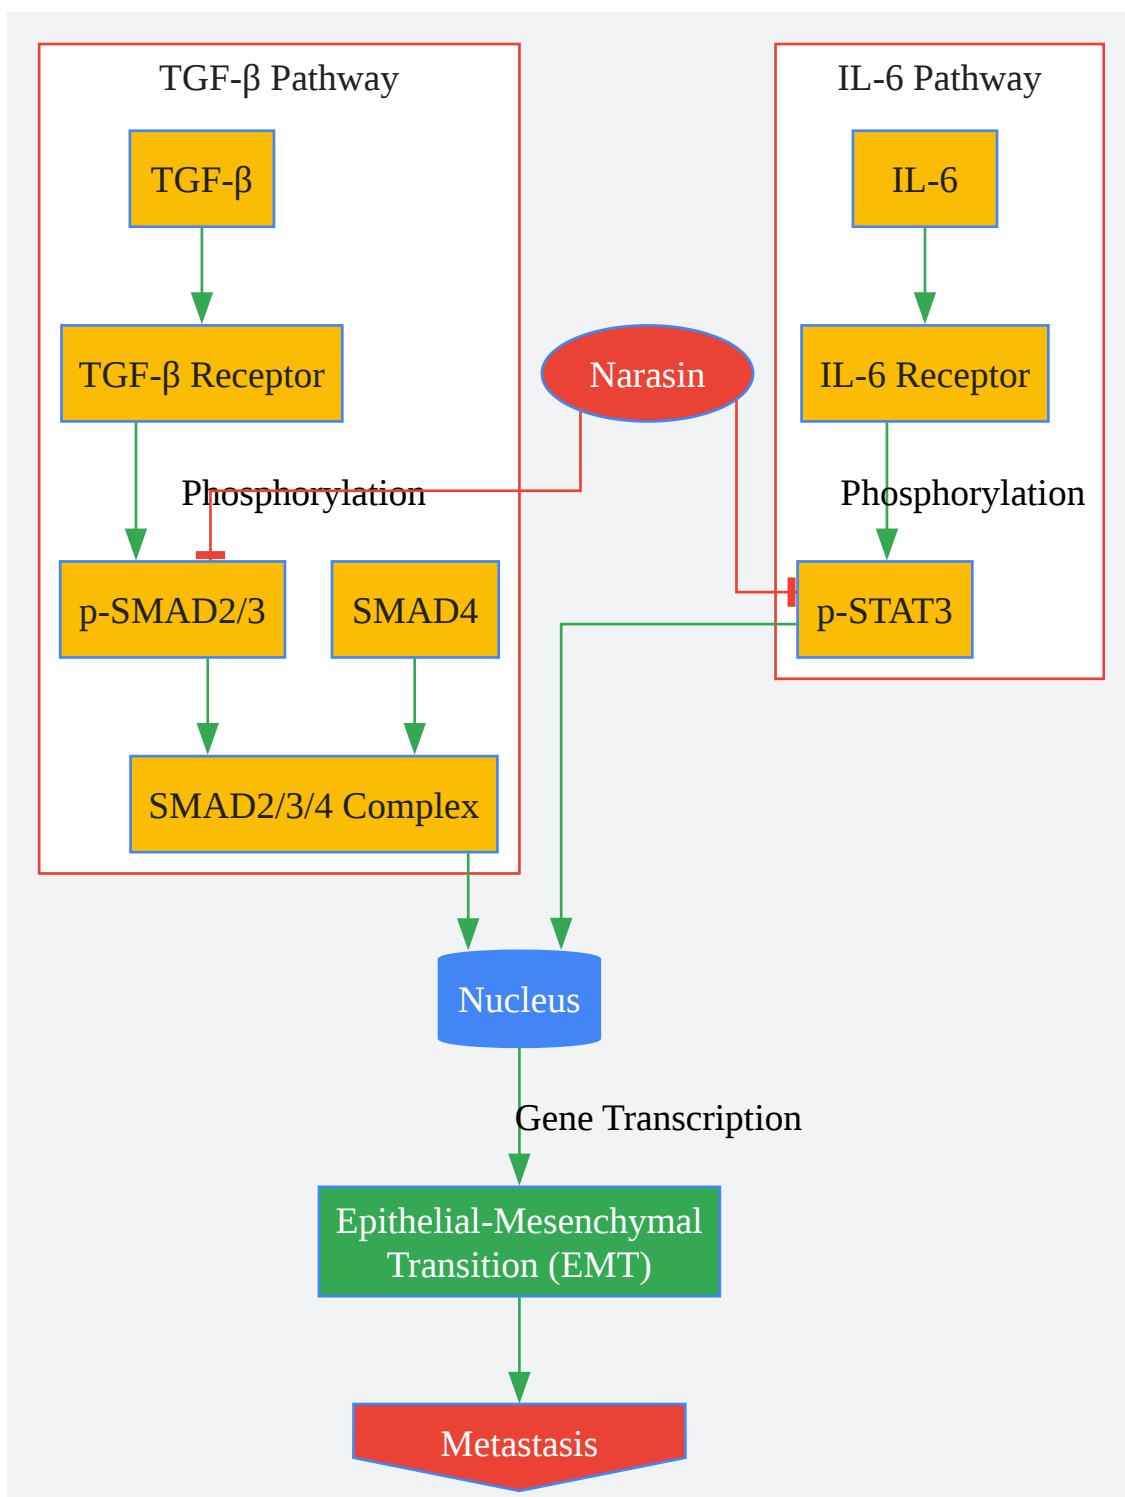 TGF-β Pathway
IL-6 Pathway
TGF-β
IL-6
TGF-β Receptor
Narasin
IL-6 Receptor
Phosphorylation
Phosphorylation
p-SMAD2/3
SMAD4
p-STAT3
SMAD2/3/4 Complex
Nucleus
Gene Transcription
Epithelial-Mesenchymal
Transition (EMT)
Metastasis